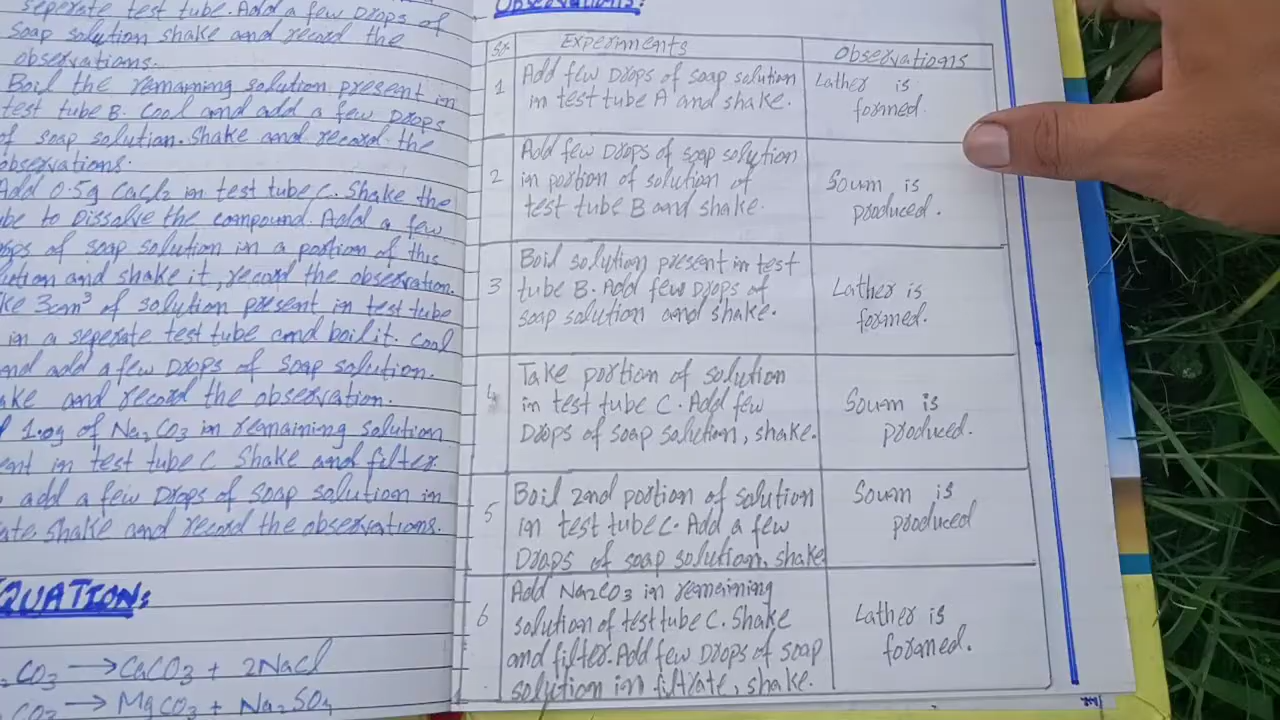 seperate test tube. Add a few Drops of
soap solution shake and record the
observations.
Boil the remaining solution present in
test tube B. Cool and add a few Drops
of soap solution. Shake and record the
observations.
Add 0.5g CaCl2 in test tube C. Shake the
to Dissolve the compound. Add a few
of soap solution in a portion of this
and shake it, record the observation.
3cm³ of solution present in test tube
in a seperate test tube and boil it. Cool
and add a few Drops of soap solution.
and record the observation.
1.0g of Na2CO3 in remaining solution
in test tube C Shake and filter.
add a few Drops of soap solution in
Shake and record the observations.
EQUATION:
CO3 → CaCO3 + 2NaCl
CO3 → MgCO3 + Na2SO4
Observations:
Sr. Experiments Observations
1 Add few Drops of soap solution
in test tube A and shake.
Lather is
formed.
2 Add few Drops of soap solution
in portion of solution of
test tube B and shake.
Soum is
produced.
3 Boil solution present in test
tube B. Add few Drops of
soap solution and shake.
Lather is
formed.
4 Take portion of solution
in test tube C. Add few
Drops of soap solution, shake.
Soum is
produced.
5 Boil 2nd portion of solution
in test tube C. Add a few
Drops of soap solution, shake
Soum is
produced
6 Add Na2CO3 in remeining
solution of test tube C. Shake
and filter. Add few Drops of soap
solution in filtrate, shake.
Lather is
formed.